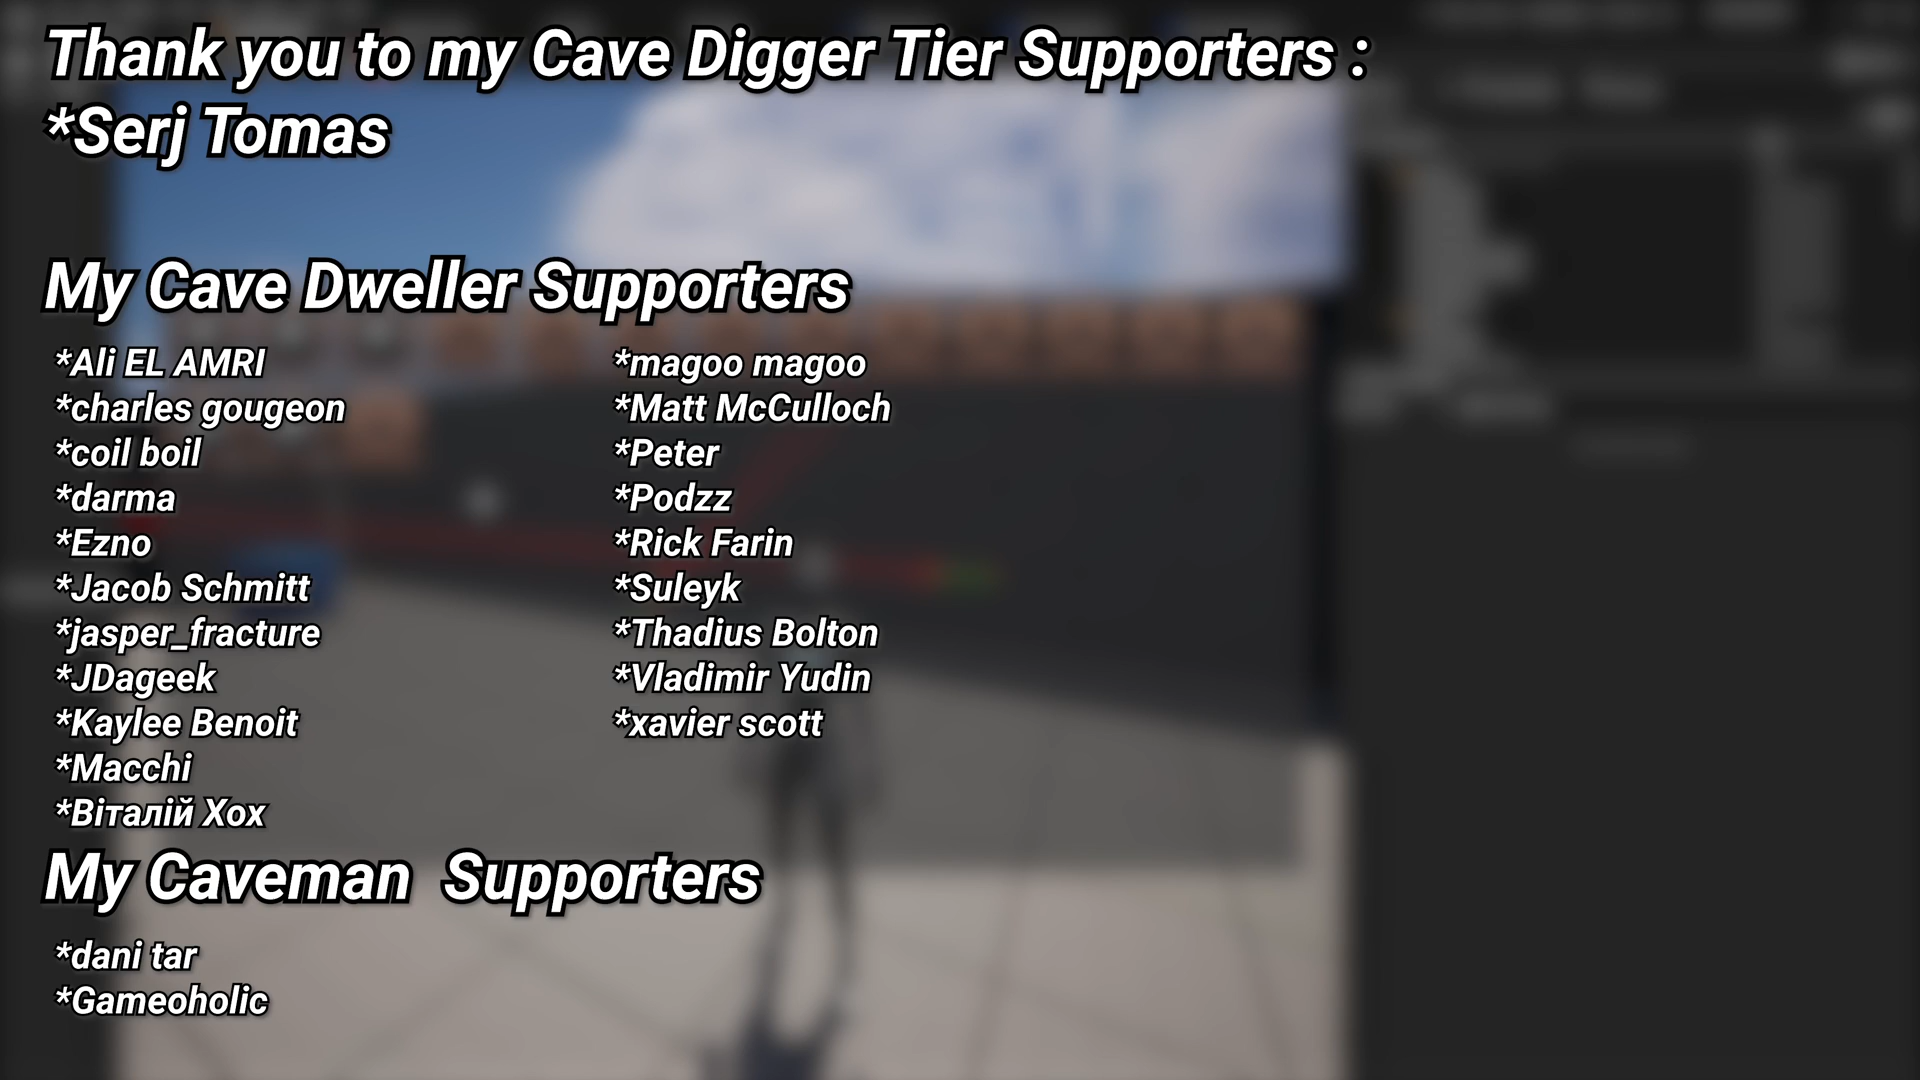 Thank you to my Cave Digger Tier Supporters :
*Serj Tomas
My Cave Dweller Supporters
*Ali EL AMRI
*charles gougeon
*coil boil
*darma
*Ezno
*Jacob Schmitt
*jasper_fracture
*JDageek
*Kaylee Benoit
*Macchi
*Віталій Хох
*magoo magoo
*Matt McCulloch
*Peter
*Podzz
*Rick Farin
*Suleyk
*Thadius Bolton
*Vladimir Yudin
*xavier scott
My Caveman  Supporters
*dani tar
*Gameoholic